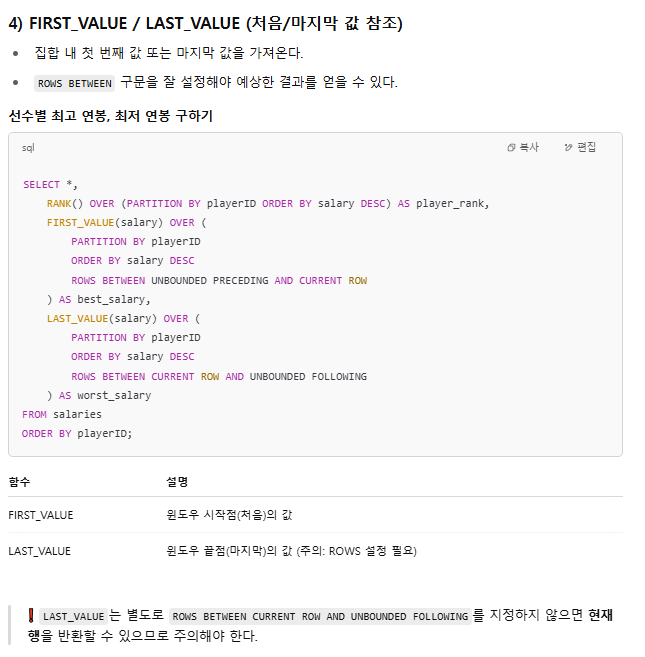 4) FIRST_VALUE / LAST_VALUE (처음/마지막 값 참조)
• 집합 내 첫 번째 값 또는 마지막 값을 가져온다.
• ROWS BETWEEN 구문을 잘 설정해야 예상한 결과를 얻을 수 있다.
선수별 최고 연봉, 최저 연봉 구하기
sql 복사 편집
SELECT *,
    RANK() OVER (PARTITION BY playerID ORDER BY salary DESC) AS player_rank,
    FIRST_VALUE(salary) OVER (
        PARTITION BY playerID
        ORDER BY salary DESC
        ROWS BETWEEN UNBOUNDED PRECEDING AND CURRENT ROW
    ) AS best_salary,
    LAST_VALUE(salary) OVER (
        PARTITION BY playerID
        ORDER BY salary DESC
        ROWS BETWEEN CURRENT ROW AND UNBOUNDED FOLLOWING
    ) AS worst_salary
FROM salaries
ORDER BY playerID;
함수 설명
FIRST_VALUE 윈도우 시작점(처음)의 값
LAST_VALUE 윈도우 끝점(마지막)의 값 (주의: ROWS 설정 필요)
❗ LAST_VALUE 는 별도로 ROWS BETWEEN CURRENT ROW AND UNBOUNDED FOLLOWING 를 지정하지 않으면 현재
행을 반환할 수 있으므로 주의해야 한다.